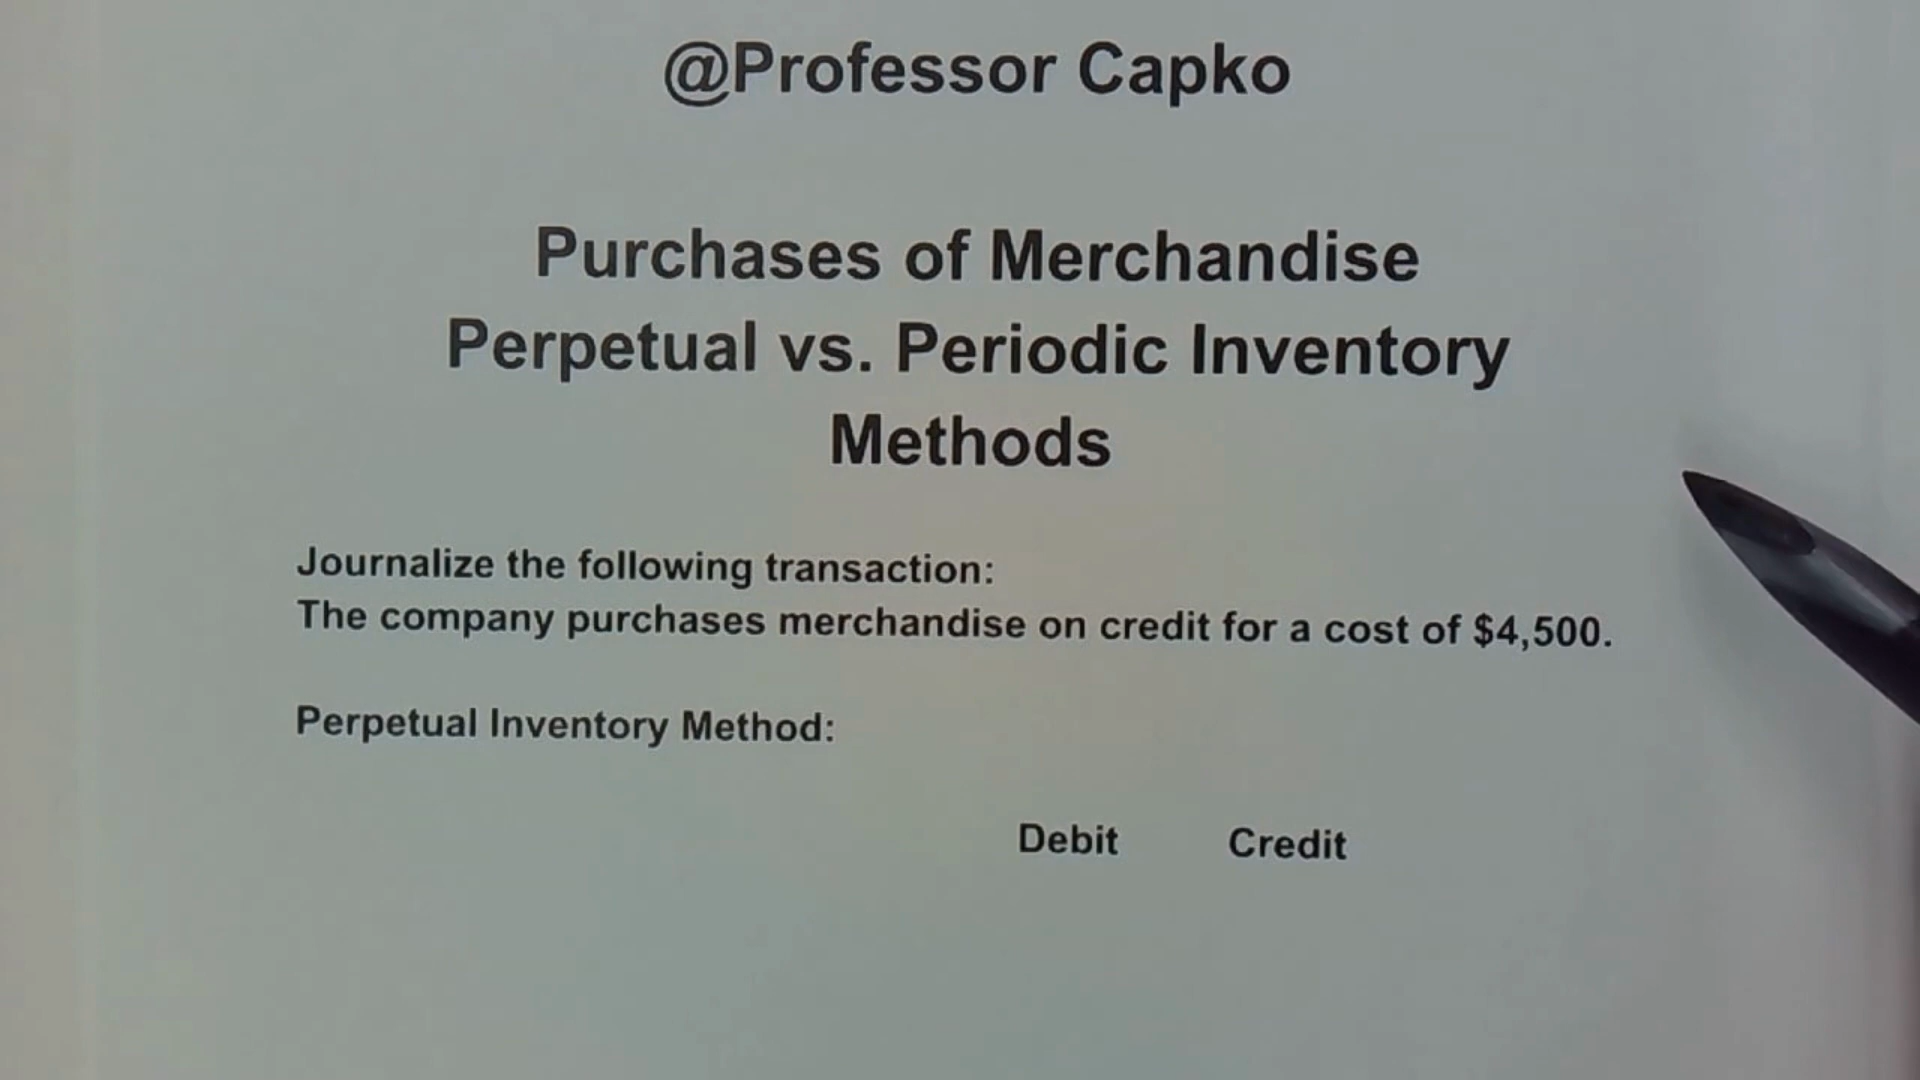 @Professor Capko
Purchases of Merchandise
Perpetual vs. Periodic Inventory
Methods
Journalize the following transaction:
The company purchases merchandise on credit for a cost of $4,500.
Perpetual Inventory Method:
Debit Credit